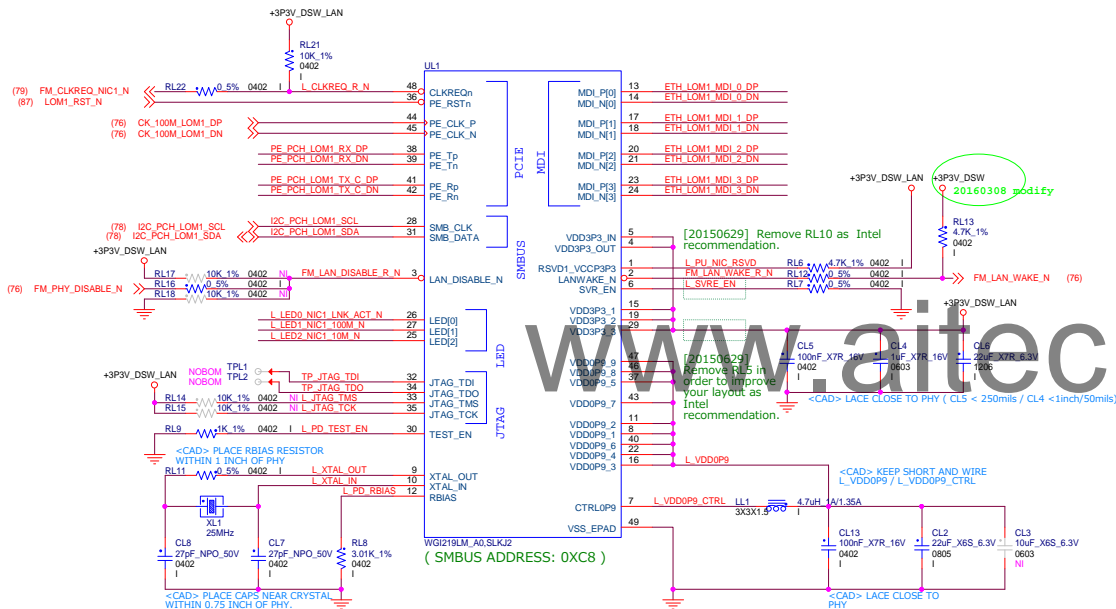 +3P3V_DSW_LAN
RL21
10K_1%
0402
I
(79) FM_CLKREQ_NIC1_N
RL22 0_5% 0402 I L_CLKREQ_R_N
(87) LOM1_RST_N
(76) CK_100M_LOM1_DP
(76) CK_100M_LOM1_DN
PE_PCH_LOM1_RX_DP
PE_PCH_LOM1_RX_DN
PE_PCH_LOM1_TX_C_DP
PE_PCH_LOM1_TX_C_DN
(78) I2C_PCH_LOM1_SCL
I2C_PCH_LOM1_SCL
(78) I2C_PCH_LOM1_SDA
I2C_PCH_LOM1_SDA
+3P3V_DSW_LAN
RL17 10K_1% 0402 NI
FM_LAN_DISABLE_R_N
(76) FM_PHY_DISABLE_N
RL16 0_5% 0402 I
RL18 10K_1% 0402 NI
L_LED0_NIC1_LNK_ACT_N
L_LED1_NIC1_100M_N
L_LED2_NIC1_10M_N
NOBOM TPL1
NOBOM TPL2
TP_JTAG_TDI
TP_JTAG_TDO
+3P3V_DSW_LAN
RL14 10K_1% 0402 NI L_JTAG_TMS
RL15 10K_1% 0402 I L_JTAG_TCK
RL9 1K_1% 0402 I L_PD_TEST_EN
<CAD> PLACE RBIAS RESISTOR
WITHIN 1 INCH OF PHY
RL11 0_5% 0402 I
L_XTAL_OUT
L_XTAL_IN
L_PD_RBIAS
XL1
25MHz
CL8
27pF_NPO_50V
0402
I
CL7
27pF_NPO_50V
0402
I
RL8
3.01K_1%
0402
I
<CAD> PLACE CAPS NEAR CRYSTAL
WITHIN 0.75 INCH OF PHY.
UL1
48 CLKREQn
36 PE_RSTn
44 PE_CLK_P
45 PE_CLK_N
38 PE_Tp
39 PE_Tn
41 PE_Rp
42 PE_Rn
PCIE
28 SMB_CLK
31 SMB_DATA
SMBUS
3 LAN_DISABLE_N
26 LED[0]
27 LED[1]
25 LED[2]
LED
32 JTAG_TDI
34 JTAG_TDO
33 JTAG_TMS
35 JTAG_TCK
JTAG
30 TEST_EN
9 XTAL_OUT
10 XTAL_IN
12 RBIAS
MDI
MDI_P[0] 13 ETH_LOM1_MDI_0_DP
MDI_N[0] 14 ETH_LOM1_MDI_0_DN
MDI_P[1] 17 ETH_LOM1_MDI_1_DP
MDI_N[1] 18 ETH_LOM1_MDI_1_DN
MDI_P[2] 20 ETH_LOM1_MDI_2_DP
MDI_N[2] 21 ETH_LOM1_MDI_2_DN
MDI_P[3] 23 ETH_LOM1_MDI_3_DP
MDI_N[3] 24 ETH_LOM1_MDI_3_DN
VDD3P3_IN 5
VDD3P3_OUT 4
RSVD1_VCCP3P3 1 L_PU_NIC_RSVD
LANWAKE_N 2 FM_LAN_WAKE_R_N
SVR_EN 6 L_SVRE_EN
VDD3P3_1 15
VDD3P3_2 19
VDD3P3_3 29
VDD0P9_9 47
VDD0P9_8 46
VDD0P9_5 37
VDD0P9_7 43
VDD0P9_2 11
VDD0P9_1 8
VDD0P9_6 40
VDD0P9_4 22
VDD0P9_3 16 L_VDD0P9
CTRL0P9 7 L_VDD0P9_CTRL
VSS_EPAD 49
WGI219LM_A0,SLKJ2
( SMBUS ADDRESS: 0XC8 )
[20150629] Remove RL10 as Intel
recommendation.
RL6 4.7K_1% 0402 I
RL12 0_5% 0402 I
RL7 0_5% 0402 I
+3P3V_DSW_LAN
+3P3V_DSW
20160308 modify
RL13
4.7K_1%
0402
I
FM_LAN_WAKE_N (76)
+3P3V_DSW_LAN
www.aitec
[20150629]
Remove RL5 in
order to improve
your layout as
Intel
recommendation.
CL5
100nF_X7R_16V
0402
I
CL4
1uF_X7R_16V
0603
I
CL6
22uF_X7R_6.3V
1206
I
<CAD> LACE CLOSE TO PHY ( CL5 < 250mils / CL4 <1inch/50mils)
<CAD> KEEP SHORT AND WIRE
L_VDD0P9 / L_VDD0P9_CTRL
LL1 4.7uH_1A/1.35A
3X3X1.5 I
CL13
100nF_X7R_16V
0402
I
CL2
22uF_X6S_6.3V
0805
I
CL3
10uF_X6S_6.3V
0603
NI
<CAD> LACE CLOSE TO
PHY